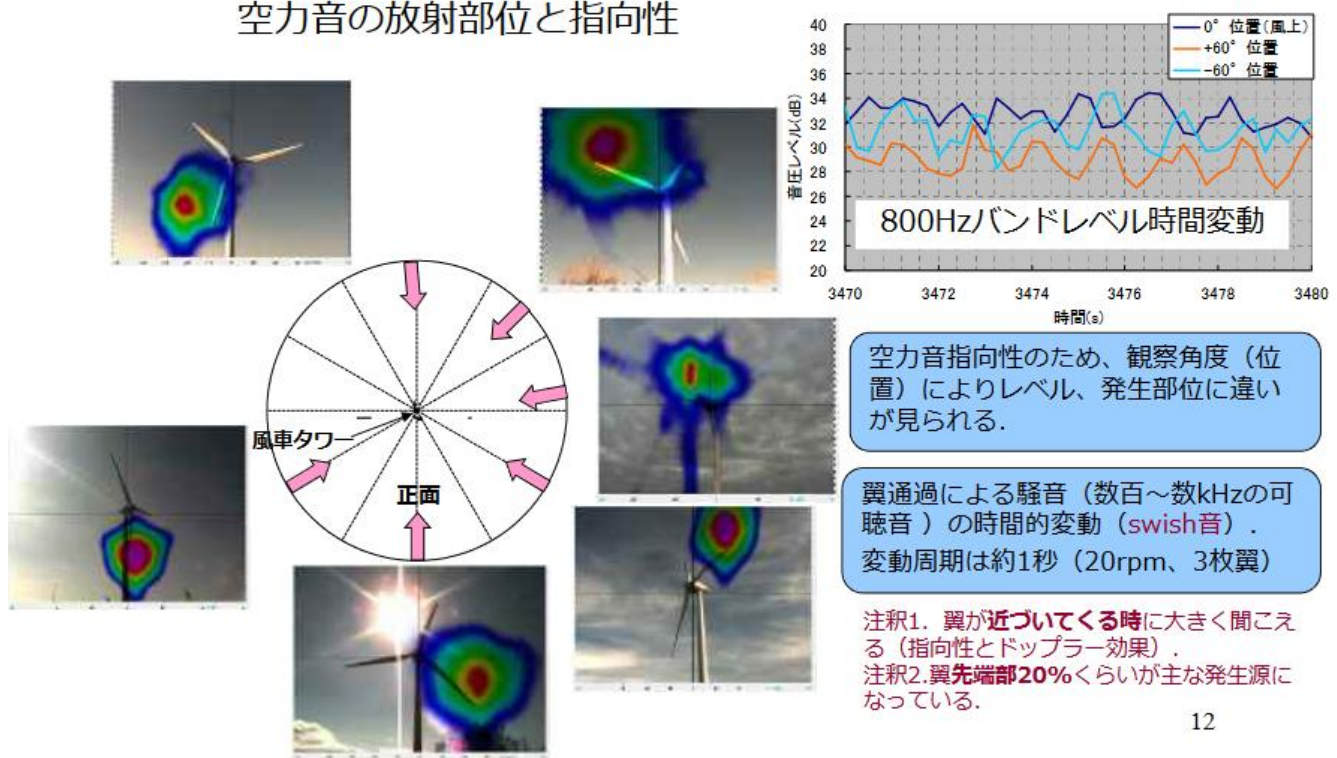 空力音の放射部位と指向性
40
38
36
34
32
30
28
26
24
22
20
音圧レベル(dB)
0° 位置(風上)
+60° 位置
-60° 位置
800Hzバンドレベル時間変動
3470
3472
3474
3476
3478
3480
時間(s)
風車タワー
正面
空力音指向性のため、観察角度（位
置）によりレベル、発生部位に違い
が見られる.
翼通過による騒音（数百～数kHzの可
聴音 ）の時間的変動（swish音）.
変動周期は約1秒（20rpm、3枚翼）
注釈1. 翼が近づいてくる時に大きく聞こえ
る（指向性とドップラー効果）.
注釈2.翼先端部20%くらいが主な発生源に
なっている.
12